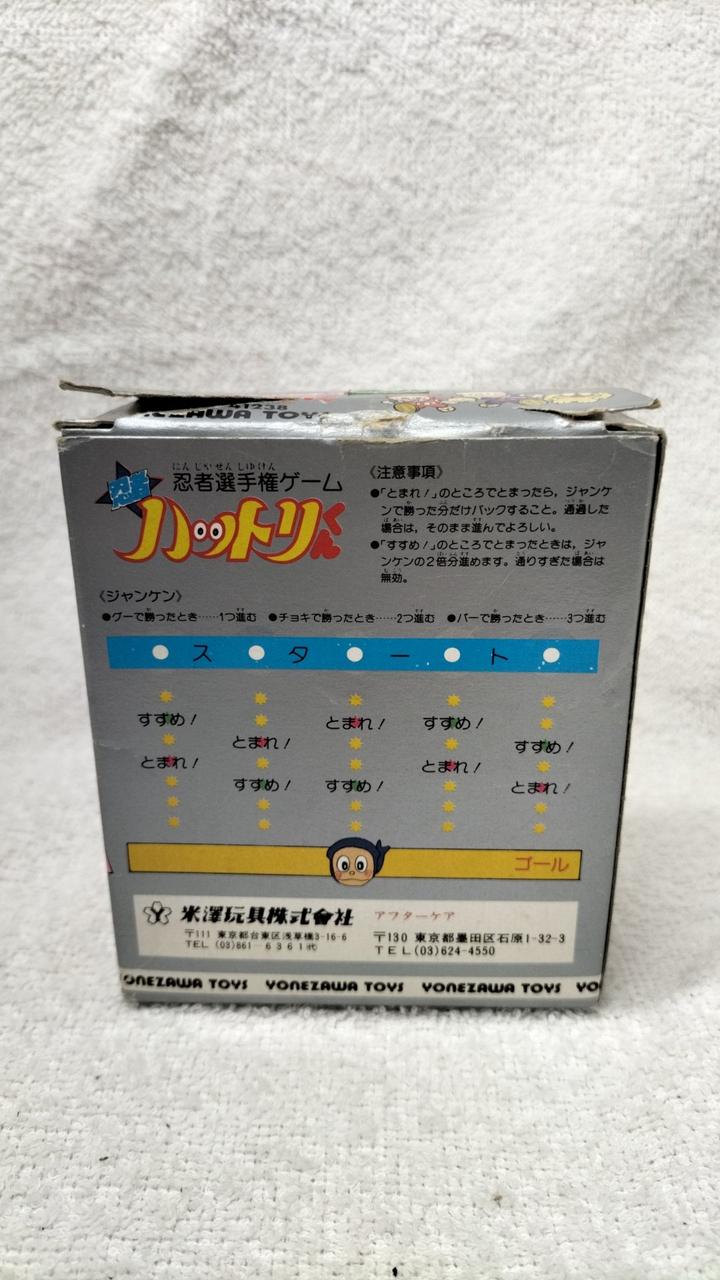 41238
YONEZAWA TOYS
にんじゃせんしゅけん
忍者選手権ゲーム
忍者
ハットリくん
《注意事項》
●「とまれ！」のところでとまったら，ジャンケ
ンで勝った分だけバックすること。通過した
場合は，そのまま進んでよろしい。
●「すすめ！」のところでとまったときは，ジャ
ンケンの２倍分進めます。通りすぎた場合は
無効。
《ジャンケン》
●グーで勝ったとき……1つ進む ●チョキで勝ったとき……2つ進む ●パーで勝ったとき……3つ進む
スタート
すすめ！ とまれ！ すすめ！
とまれ！ すすめ！
とまれ！ とまれ！
すすめ！ すすめ！ とまれ！
ゴール
米澤玩具株式會社
〒111 東京都台東区浅草橋3-16-6
TEL (03)861－6361代
アフターケア
〒130 東京都墨田区石原1-32-3
TEL(03)624-4550
ONEZAWA TOYS YONEZAWA TOYS YONEZAWA TOYS YO